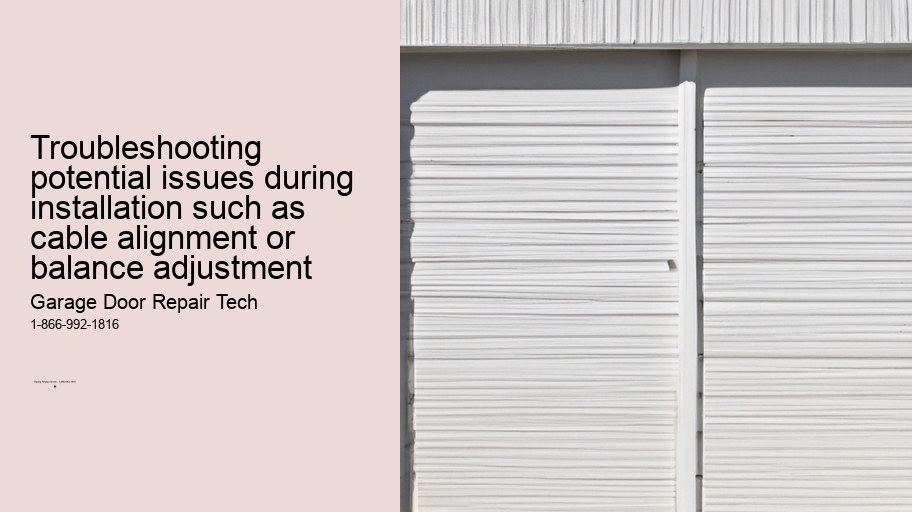 Troubleshooting
potential issues during
installation such as
cable alignment or
balance adjustment
Garage Door Repair Tech
1-866-992-1816